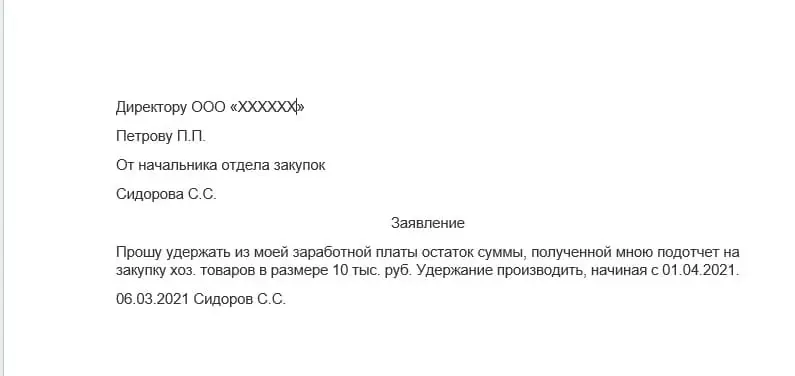 Директору ООО «XXXXXX»
Петрову П.П.
От начальника отдела закупок
Сидорова С.С.
Заявление
Прошу удержать из моей заработной платы остаток суммы, полученной мною подотчет на
закупку хоз. товаров в размере 10 тыс. руб. Удержание производить, начиная с 01.04.2021.
06.03.2021 Сидоров С.С.